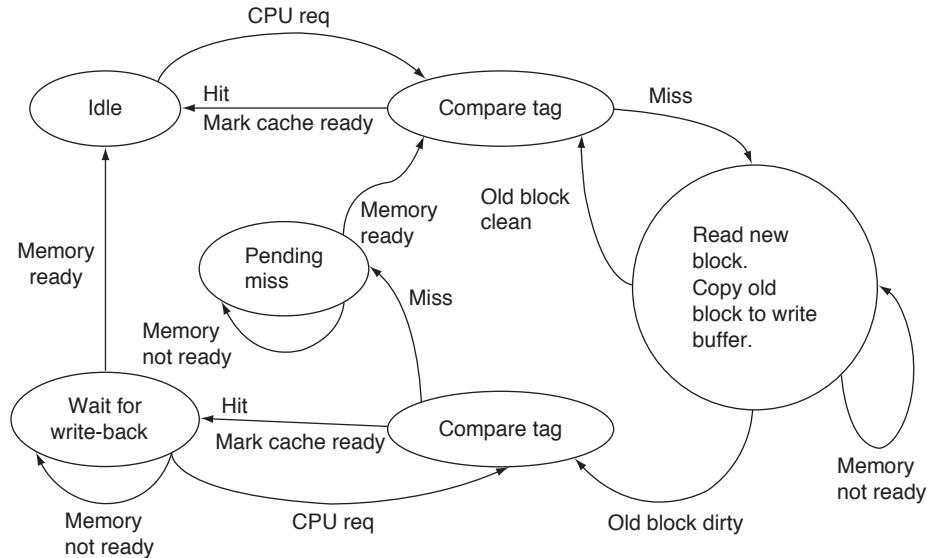 CPU req
Idle
Hit
Mark cache ready
Compare tag
Miss
Memory
ready
Old block
clean
Read new
block.
Copy old
block to write
buffer.
Memory
ready
Pending
miss
Miss
Memory
not ready
Wait for
write-back
Hit
Mark cache ready
Compare tag
Memory
not ready
Memory
not ready
CPU req
Old block dirty